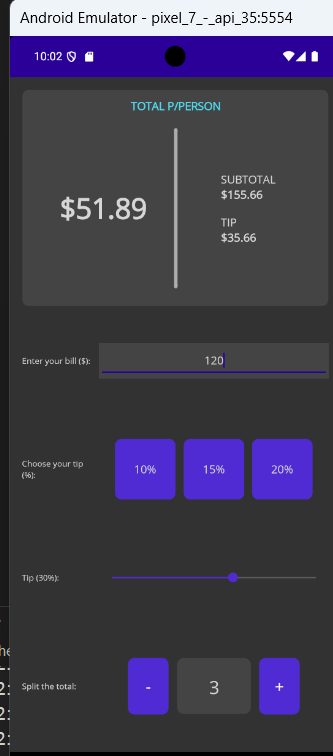 Android Emulator - pixel_7_-_api_35:5554
10:02
TOTAL P/PERSON
$51.89
SUBTOTAL
$155.66
TIP
$35.66
Enter your bill ($):
120
Choose your tip
(%):
10%
15%
20%
Tip (30%):
Split the total:
-
3
+